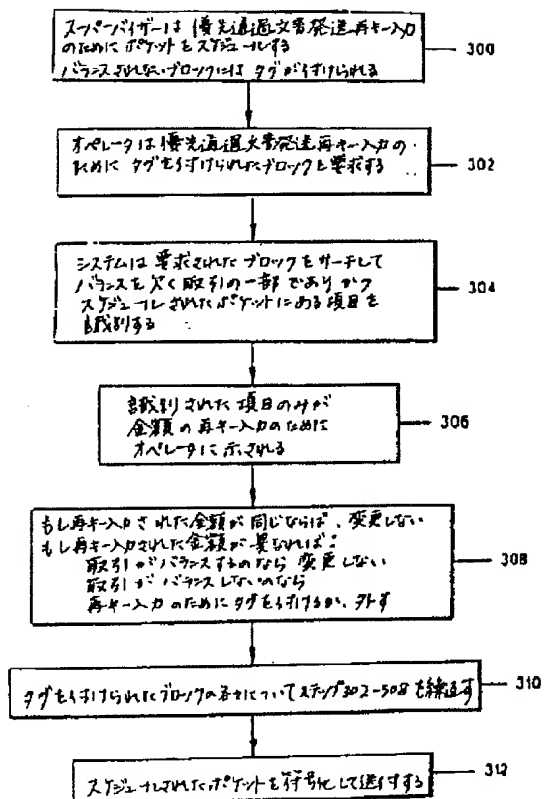 スーパーバイザーは優先通過文書発送再キー入力
のためにポケットをスケジュールする
バランスされないブロックにはタグが付けられる
300
オペレータは優先通過文書発送再キー入力の
ためにタグを付けられたブロックを要求する
302
システムは要求されたブロックをサーチして
バランスを欠く取引の一部でありかつ
スケジュールされたポケットにある項目を
識別する
304
識別された項目のみが
金額の再キー入力のために
オペレータに示される
306
もし再キー入力された金額が同じならば、変更しない
もし再キー入力された金額が異なれば:
取引がバランスするのなら変更しない
取引がバランスしないのなら
再キー入力のためにタグを付けるか、外す
308
タグを付けられたブロックの各々についてステップ302-308を繰返す
310
スケジュールされたポケットを符号化して送付する
312